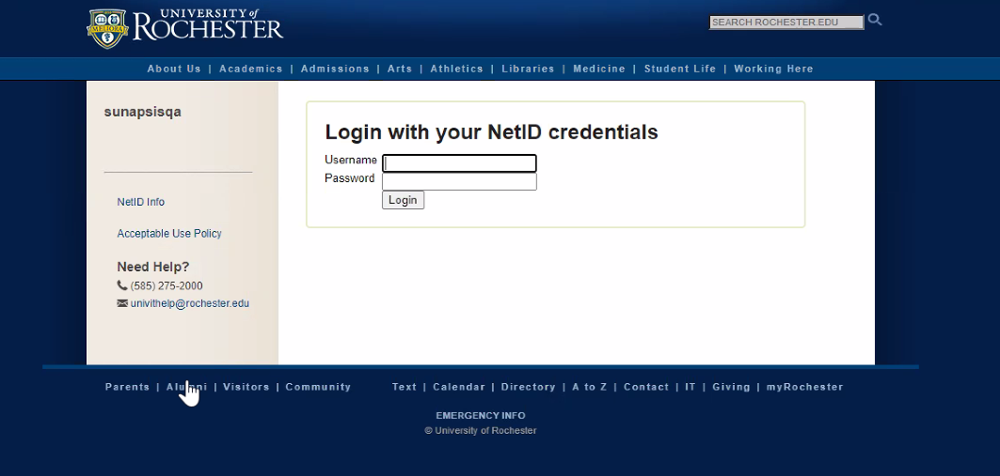 UNIVERSITY of
ROCHESTER
MELIORA
SEARCH ROCHESTER.EDU
About Us | Academics | Admissions | Arts | Athletics | Libraries | Medicine | Student Life | Working Here
sunapsisqa
NetID Info
Acceptable Use Policy
Need Help?
(585) 275-2000
univithelp@rochester.edu
Login with your NetID credentials
Username
Password
Login
Parents | Alumni | Visitors | Community
Text | Calendar | Directory | A to Z | Contact | IT | Giving | myRochester
EMERGENCY INFO
© University of Rochester